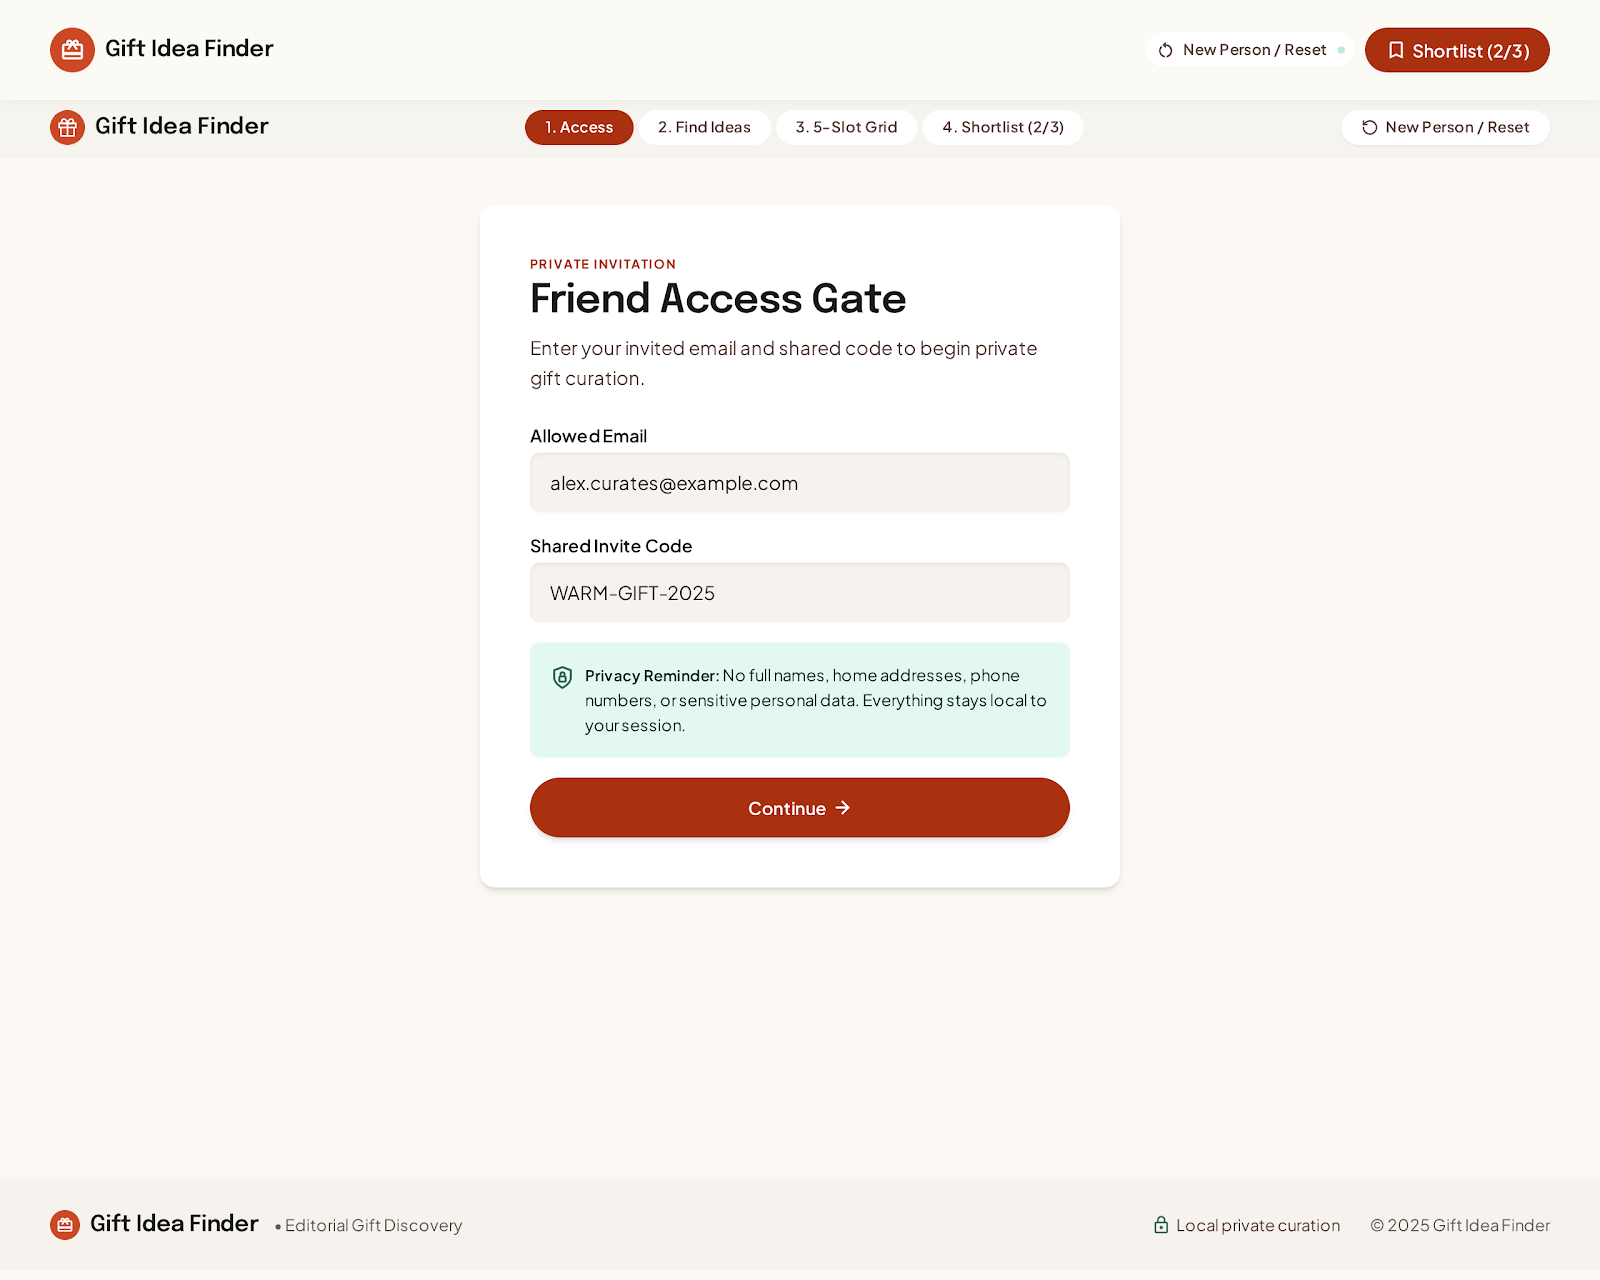 Gift Idea Finder
New Person / Reset
Shortlist (2/3)
Gift Idea Finder
1. Access
2. Find Ideas
3. 5-Slot Grid
4. Shortlist (2/3)
New Person / Reset
PRIVATE INVITATION
Friend Access Gate
Enter your invited email and shared code to begin private
gift curation.
Allowed Email
alex.curates@example.com
Shared Invite Code
WARM-GIFT-2025
Privacy Reminder: No full names, home addresses, phone
numbers, or sensitive personal data. Everything stays local to
your session.
Continue →
Gift Idea Finder
• Editorial Gift Discovery
Local private curation
© 2025 Gift Idea Finder